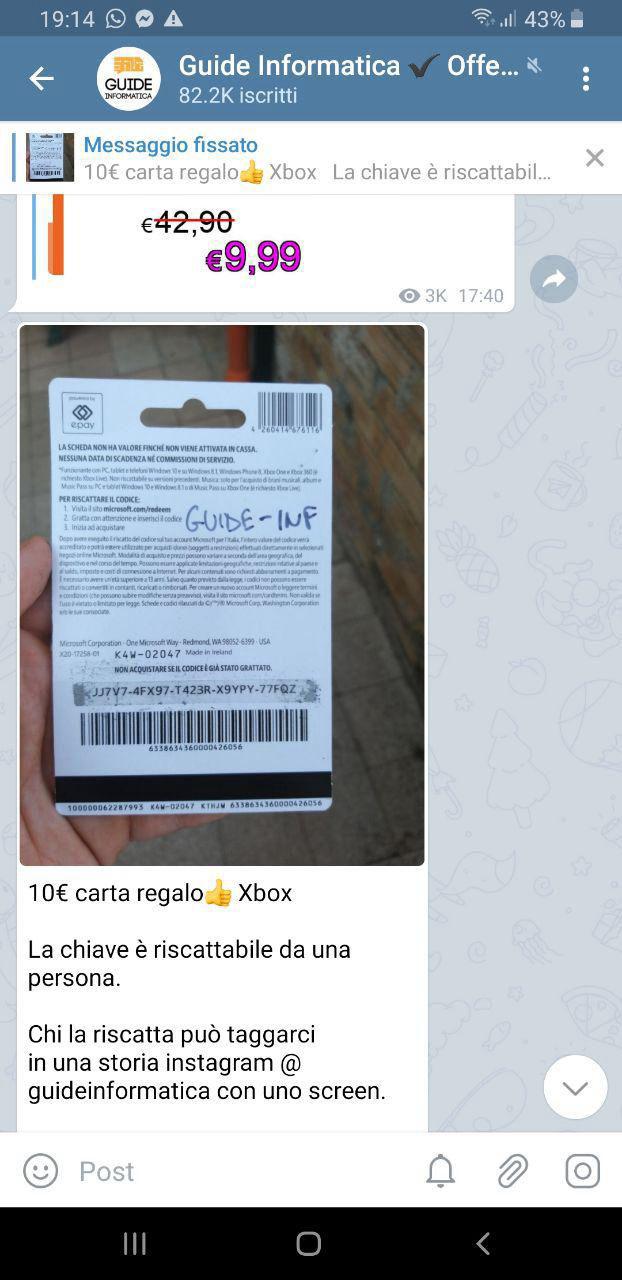 19:14
43%
Guide Informatica ✔ Offe...
82.2K iscritti
GUIDE
INFORMATICA
Messaggio fissato
10€ carta regalo👍 Xbox La chiave è riscattabil...
€42,90
€9,99
3K 17:40
powered by
epay
4 260414 676116
LA SCHEDA NON HA VALORE FINCHÉ NON VIENE ATTIVATA IN CASSA.
NESSUNA DATA DI SCADENZA NÉ COMMISSIONI DI SERVIZIO.
PER RISCATTARE IL CODICE:
1. Visita il sito microsoft.com/redeem
2. Gratta con attenzione e inserisci il codice
3. Inizia ad acquistare
GUIDE-INF
Microsoft Corporation - One Microsoft Way - Redmond, WA 98052-6399 - USA
X20-17258-01 K4W-02047 Made in Ireland
NON ACQUISTARE SE IL CODICE È GIÀ STATO GRATTATO.
JJ7V7-4FX97-T423R-X9YPY-77FQZ
6338634360000426056
100000062287993 K4W-02047 KTHJW 6338634360000426056
10€ carta regalo👍 Xbox
La chiave è riscattabile da una
persona.
Chi la riscatta può taggarci
in una storia instagram @
guideinformatica con uno screen.
Post